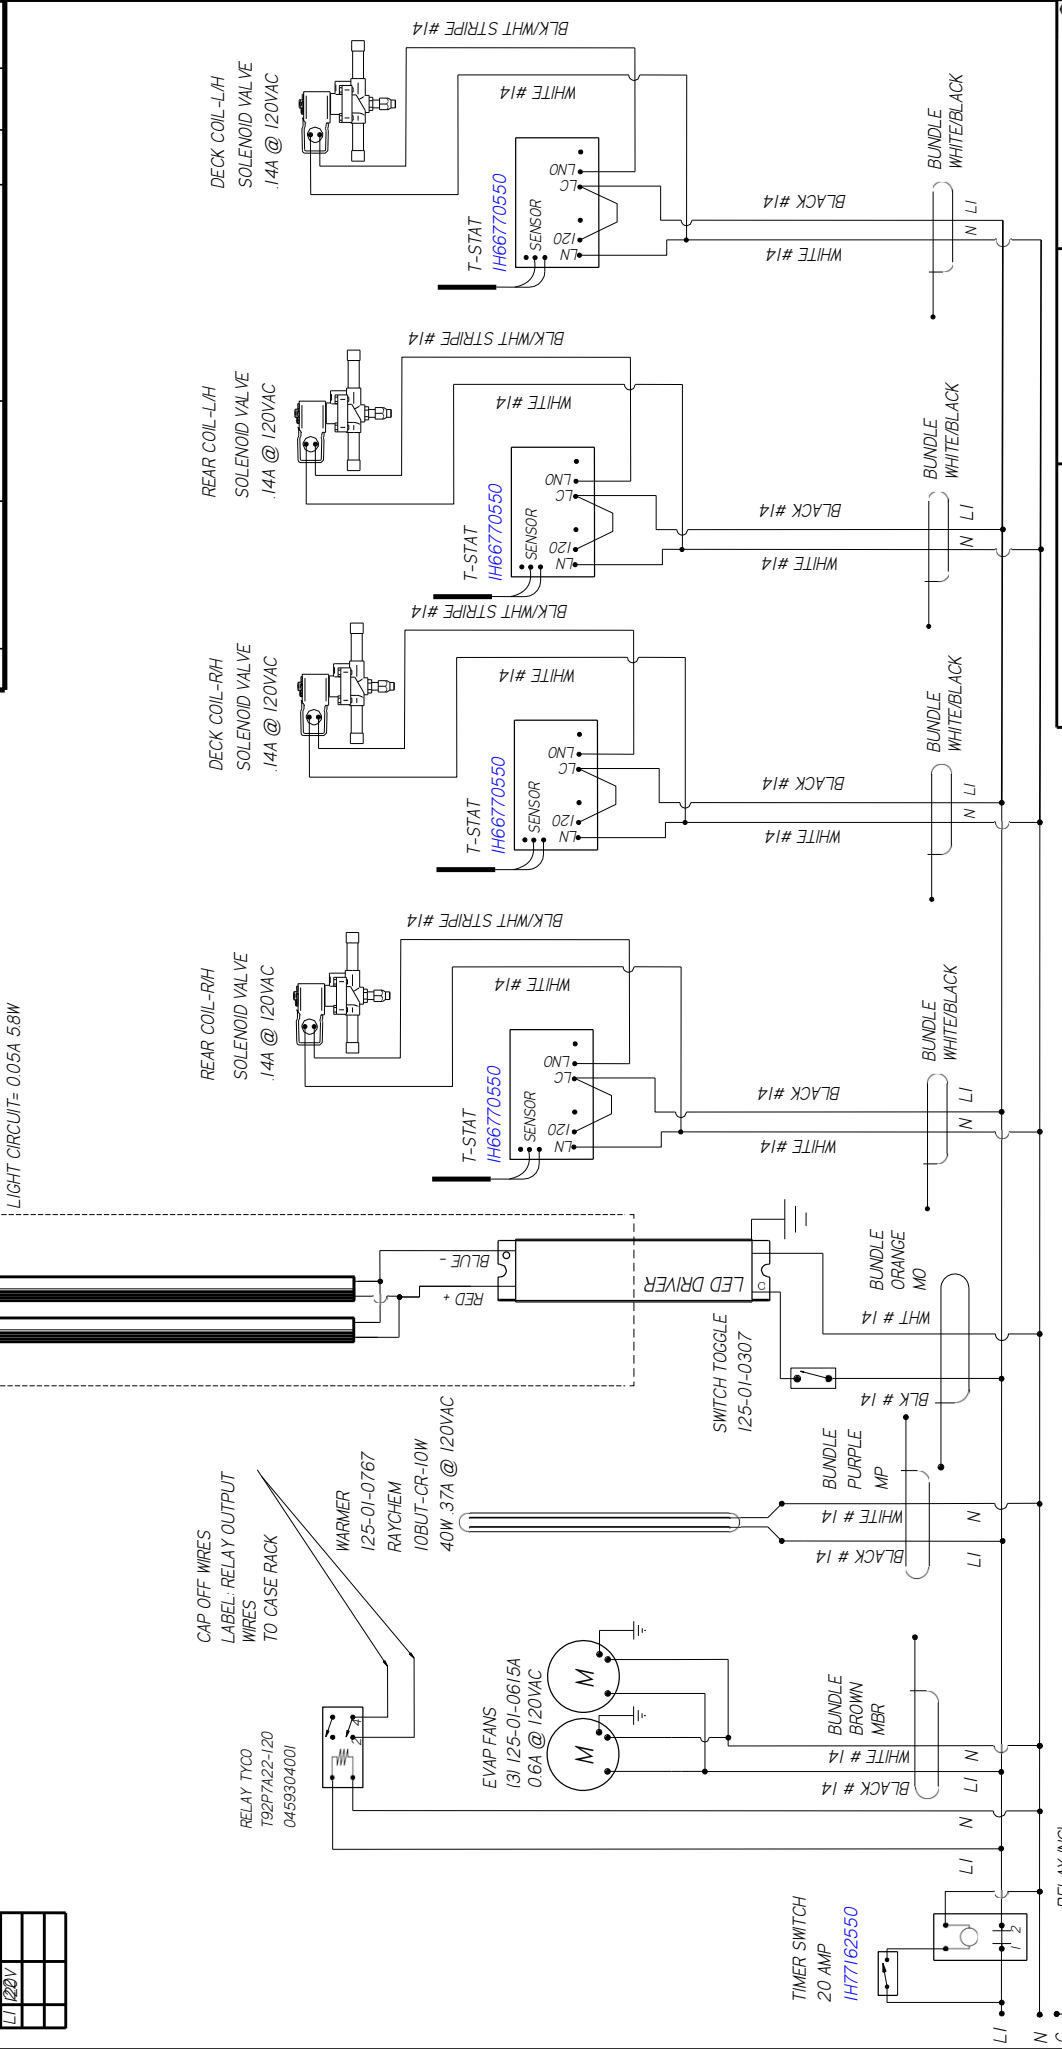 LIGHT CIRCUIT= 0.05A 5.8W
L1
120V
DECK COIL-L/H
SOLENOID VALVE
.14A @ 120VAC
BLK/WHT STRIPE #14
WHITE #14
T-STAT
IH66770550
SENSOR
LNO
LC
120
LN
BLACK #14
WHITE #14
BUNDLE
WHITE/BLACK
N
L1
REAR COIL-L/H
SOLENOID VALVE
.14A @ 120VAC
BLK/WHT STRIPE #14
WHITE #14
T-STAT
IH66770550
SENSOR
LNO
LC
120
LN
BLACK #14
WHITE #14
BUNDLE
WHITE/BLACK
N
L1
DECK COIL-R/H
SOLENOID VALVE
.14A @ 120VAC
BLK/WHT STRIPE #14
WHITE #14
T-STAT
IH66770550
SENSOR
LNO
LC
120
LN
BLACK #14
WHITE #14
BUNDLE
WHITE/BLACK
N
L1
REAR COIL-R/H
SOLENOID VALVE
.14A @ 120VAC
BLK/WHT STRIPE #14
WHITE #14
T-STAT
IH66770550
SENSOR
LNO
LC
120
LN
BLACK #14
WHITE #14
BUNDLE
WHITE/BLACK
N
L1
BLUE -
RED +
LED DRIVER
C
SWITCH TOGGLE
125-01-0307
WHT # 14
BLK # 14
BUNDLE
ORANGE
MO
WARMER
125-01-0767
RAYCHEM
10BUT-CR-10W
40W .37A @ 120VAC
BUNDLE
PURPLE
MP
WHITE # 14
BLACK # 14
N
L1
CAP OFF WIRES
LABEL: RELAY OUTPUT
WIRES
TO CASE RACK
RELAY TYCO
T92P7A22-120
0459304001
2
4
EVAP FANS
(3) 125-01-0615A
0.6A @ 120VAC
M
M
BUNDLE
BROWN
MBR
WHITE # 14
BLACK # 14
N
L1
N
L1
TIMER SWITCH
20 AMP
IH77162550
1
2
L1
N